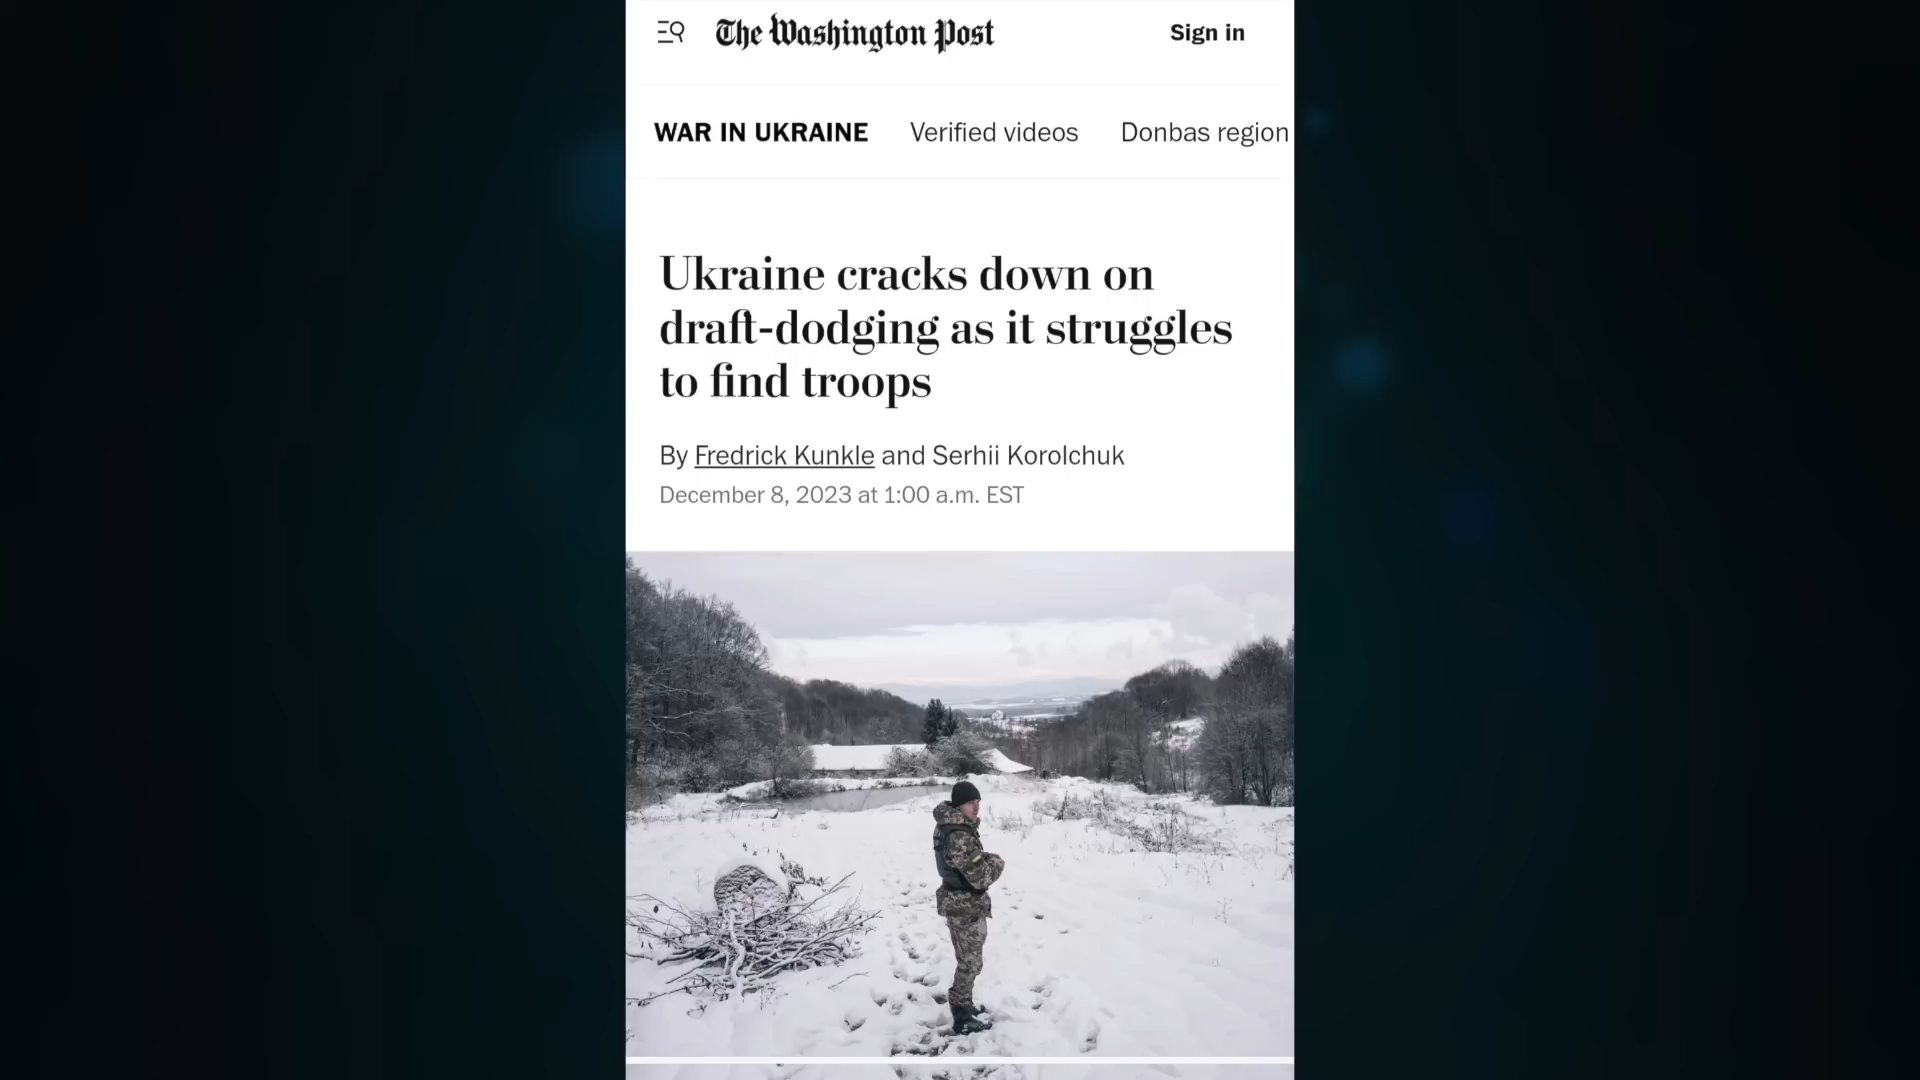 The Washington Post
Sign in
WAR IN UKRAINE Verified videos Donbas region
Ukraine cracks down on
draft-dodging as it struggles
to find troops
By Fredrick Kunkle and Serhii Korolchuk
December 8, 2023 at 1:00 a.m. EST